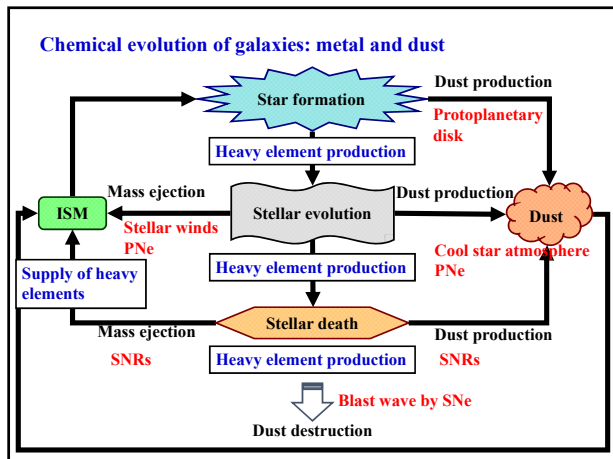 Chemical evolution of galaxies: metal and dust
Dust production
Star formation
Protoplanetary
disk
Heavy element production
Mass ejection
Dust production
ISM
Stellar evolution
Dust
Stellar winds
PNe
Cool star atmosphere
PNe
Heavy element production
Supply of heavy
elements
Stellar death
Mass ejection
Dust production
SNRs
Heavy element production
SNRs
Blast wave by SNe
Dust destruction